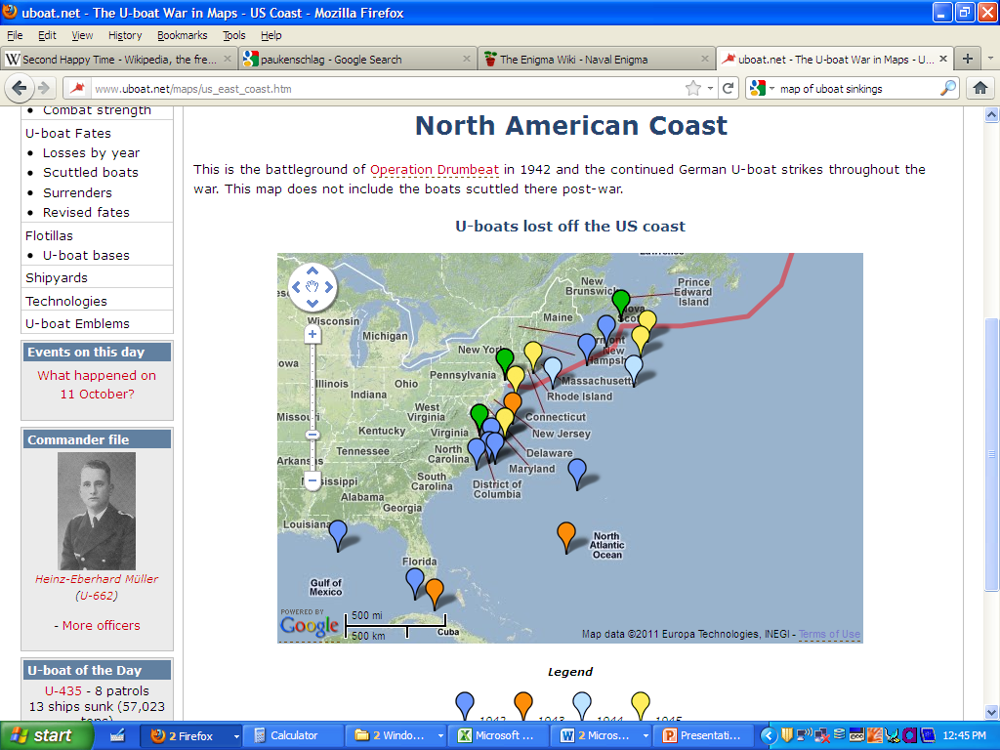 uboat.net - The U-boat War in Maps - US Coast - Mozilla Firefox
File Edit View History Bookmarks Tools Help
Second Happy Time - Wikipedia, the fre...
paukenschlag - Google Search
The Enigma Wiki - Naval Enigma
uboat.net - The U-boat War in Maps - U...
www.uboat.net/maps/us_east_coast.htm
map of uboat sinkings
Combat strength
U-boat Fates
Losses by year
Scuttled boats
Surrenders
Revised fates
Flotillas
U-boat bases
Shipyards
Technologies
U-boat Emblems
Events on this day
What happened on
11 October?
Commander file
Heinz-Eberhard Müller
(U-662)
- More officers
U-boat of the Day
U-435 - 8 patrols
13 ships sunk (57,023
North American Coast
This is the battleground of Operation Drumbeat in 1942 and the continued German U-boat strikes throughout the
war. This map does not include the boats scuttled there post-war.
U-boats lost off the US coast
New
Brunswick
Prince
Edward
Island
Nova
Maine
Wisconsin
Michigan
New York
New
Hampsh
Pennsylvania
Massachusett
Illinois
Ohio
Indiana
Rhode Island
West
Virginia
Connecticut
Kentucky
Virginia
New Jersey
Tennessee
North
Carolina
Delaware
Maryland
South
Carolina
District of
Columbia
Alabama
Georgia
Louisiana
North
Atlantic
Ocean
Florida
Gulf of
Mexico
Cuba
POWERED BY
Google
500 mi
500 km
Map data ©2011 Europa Technologies, INEGI - Terms of Use
Legend
1942 1943 1944 1945
start
2 Firefox
Calculator
2 Windo...
Microsoft ...
2 Micros...
Presentati...
12:45 PM